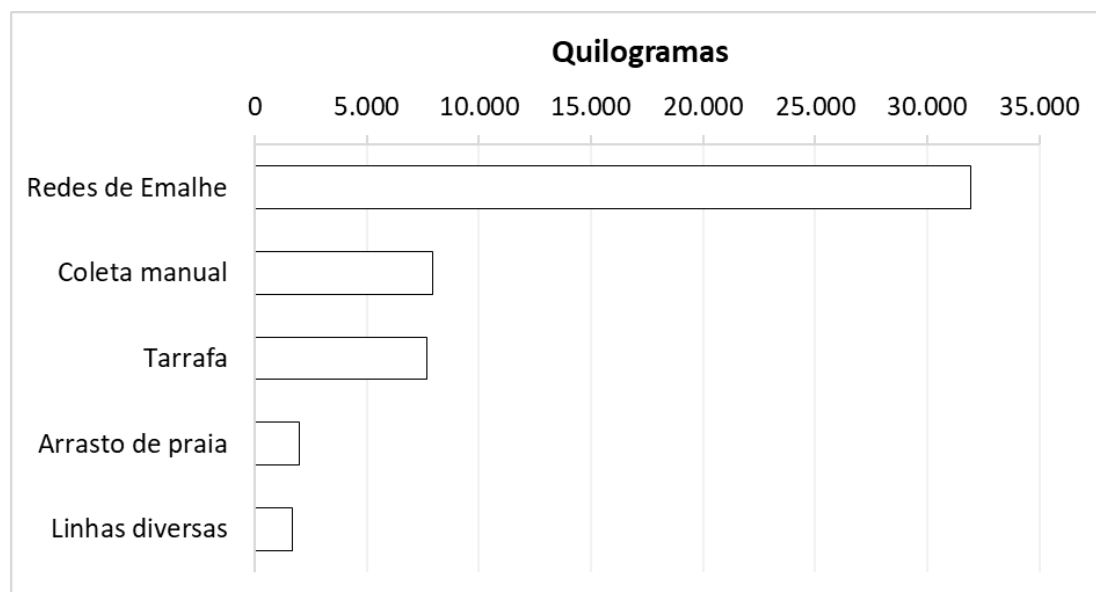 Quilogramas
0 5.000 10.000 15.000 20.000 25.000 30.000 35.000
Redes de Emalhe
Coleta manual
Tarrafa
Arrasto de praia
Linhas diversas